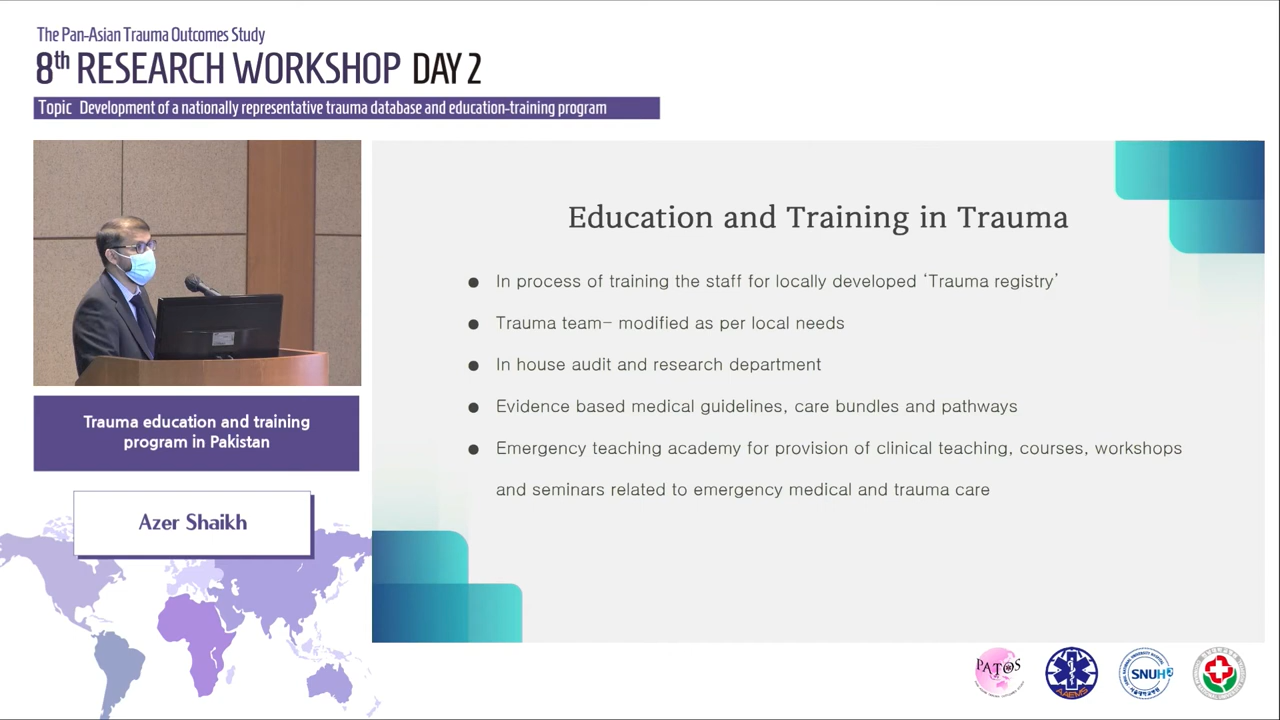 The Pan-Asian Trauma Outcomes Study
8th RESEARCH WORKSHOP DAY 2
Topic Development of a nationally representative trauma database and education-training program
Education and Training in Trauma
● In process of training the staff for locally developed ‘Trauma registry’
● Trauma team- modified as per local needs
● In house audit and research department
● Evidence based medical guidelines, care bundles and pathways
● Emergency teaching academy for provision of clinical teaching, courses, workshops
and seminars related to emergency medical and trauma care
Trauma education and training
program in Pakistan
Azer Shaikh
PATOS
AAEMS
SNUH